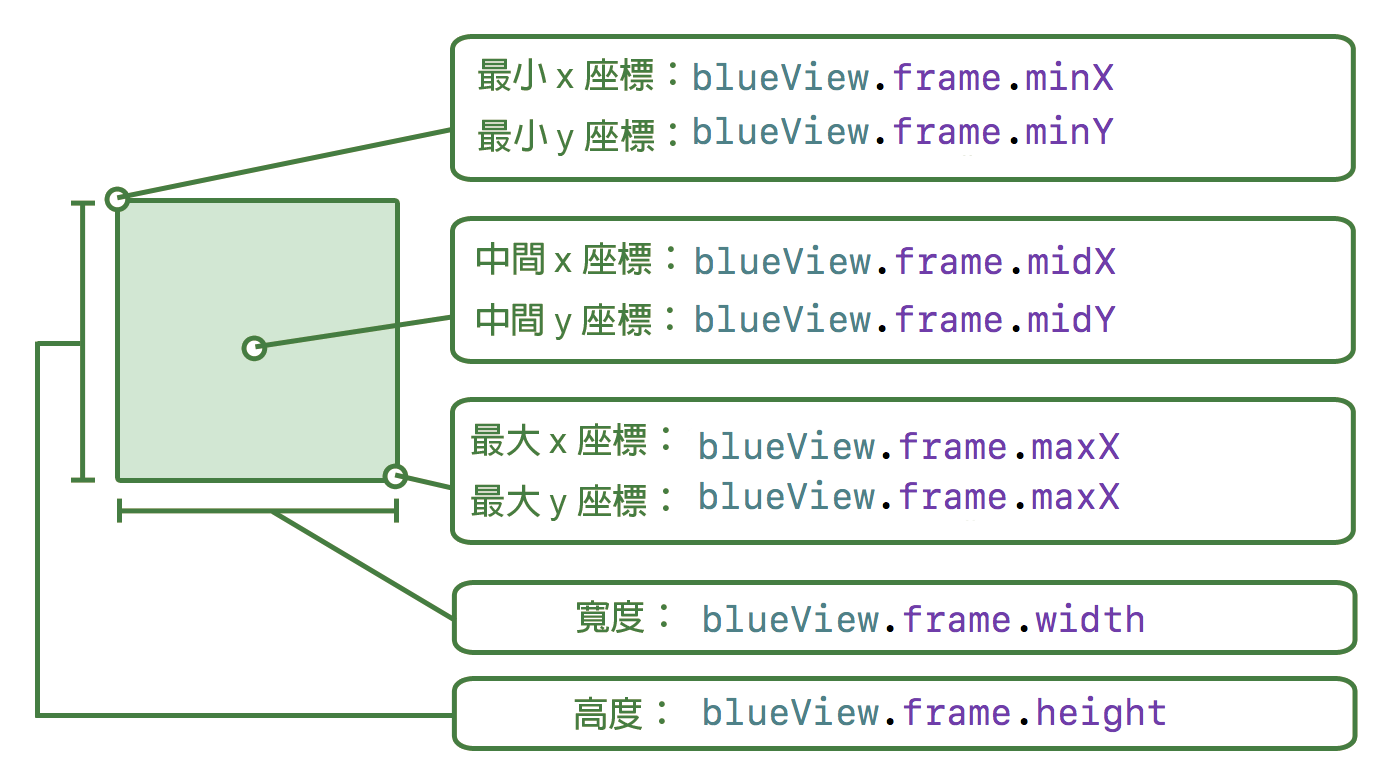 最小 x 座標：blueView.frame.minX
最小 y 座標：blueView.frame.minY
中間 x 座標：blueView.frame.midX
中間 y 座標：blueView.frame.midY
最大 x 座標： blueView.frame.maxX
最大 y 座標： blueView.frame.maxX
寬度： blueView.frame.width
高度： blueView.frame.height